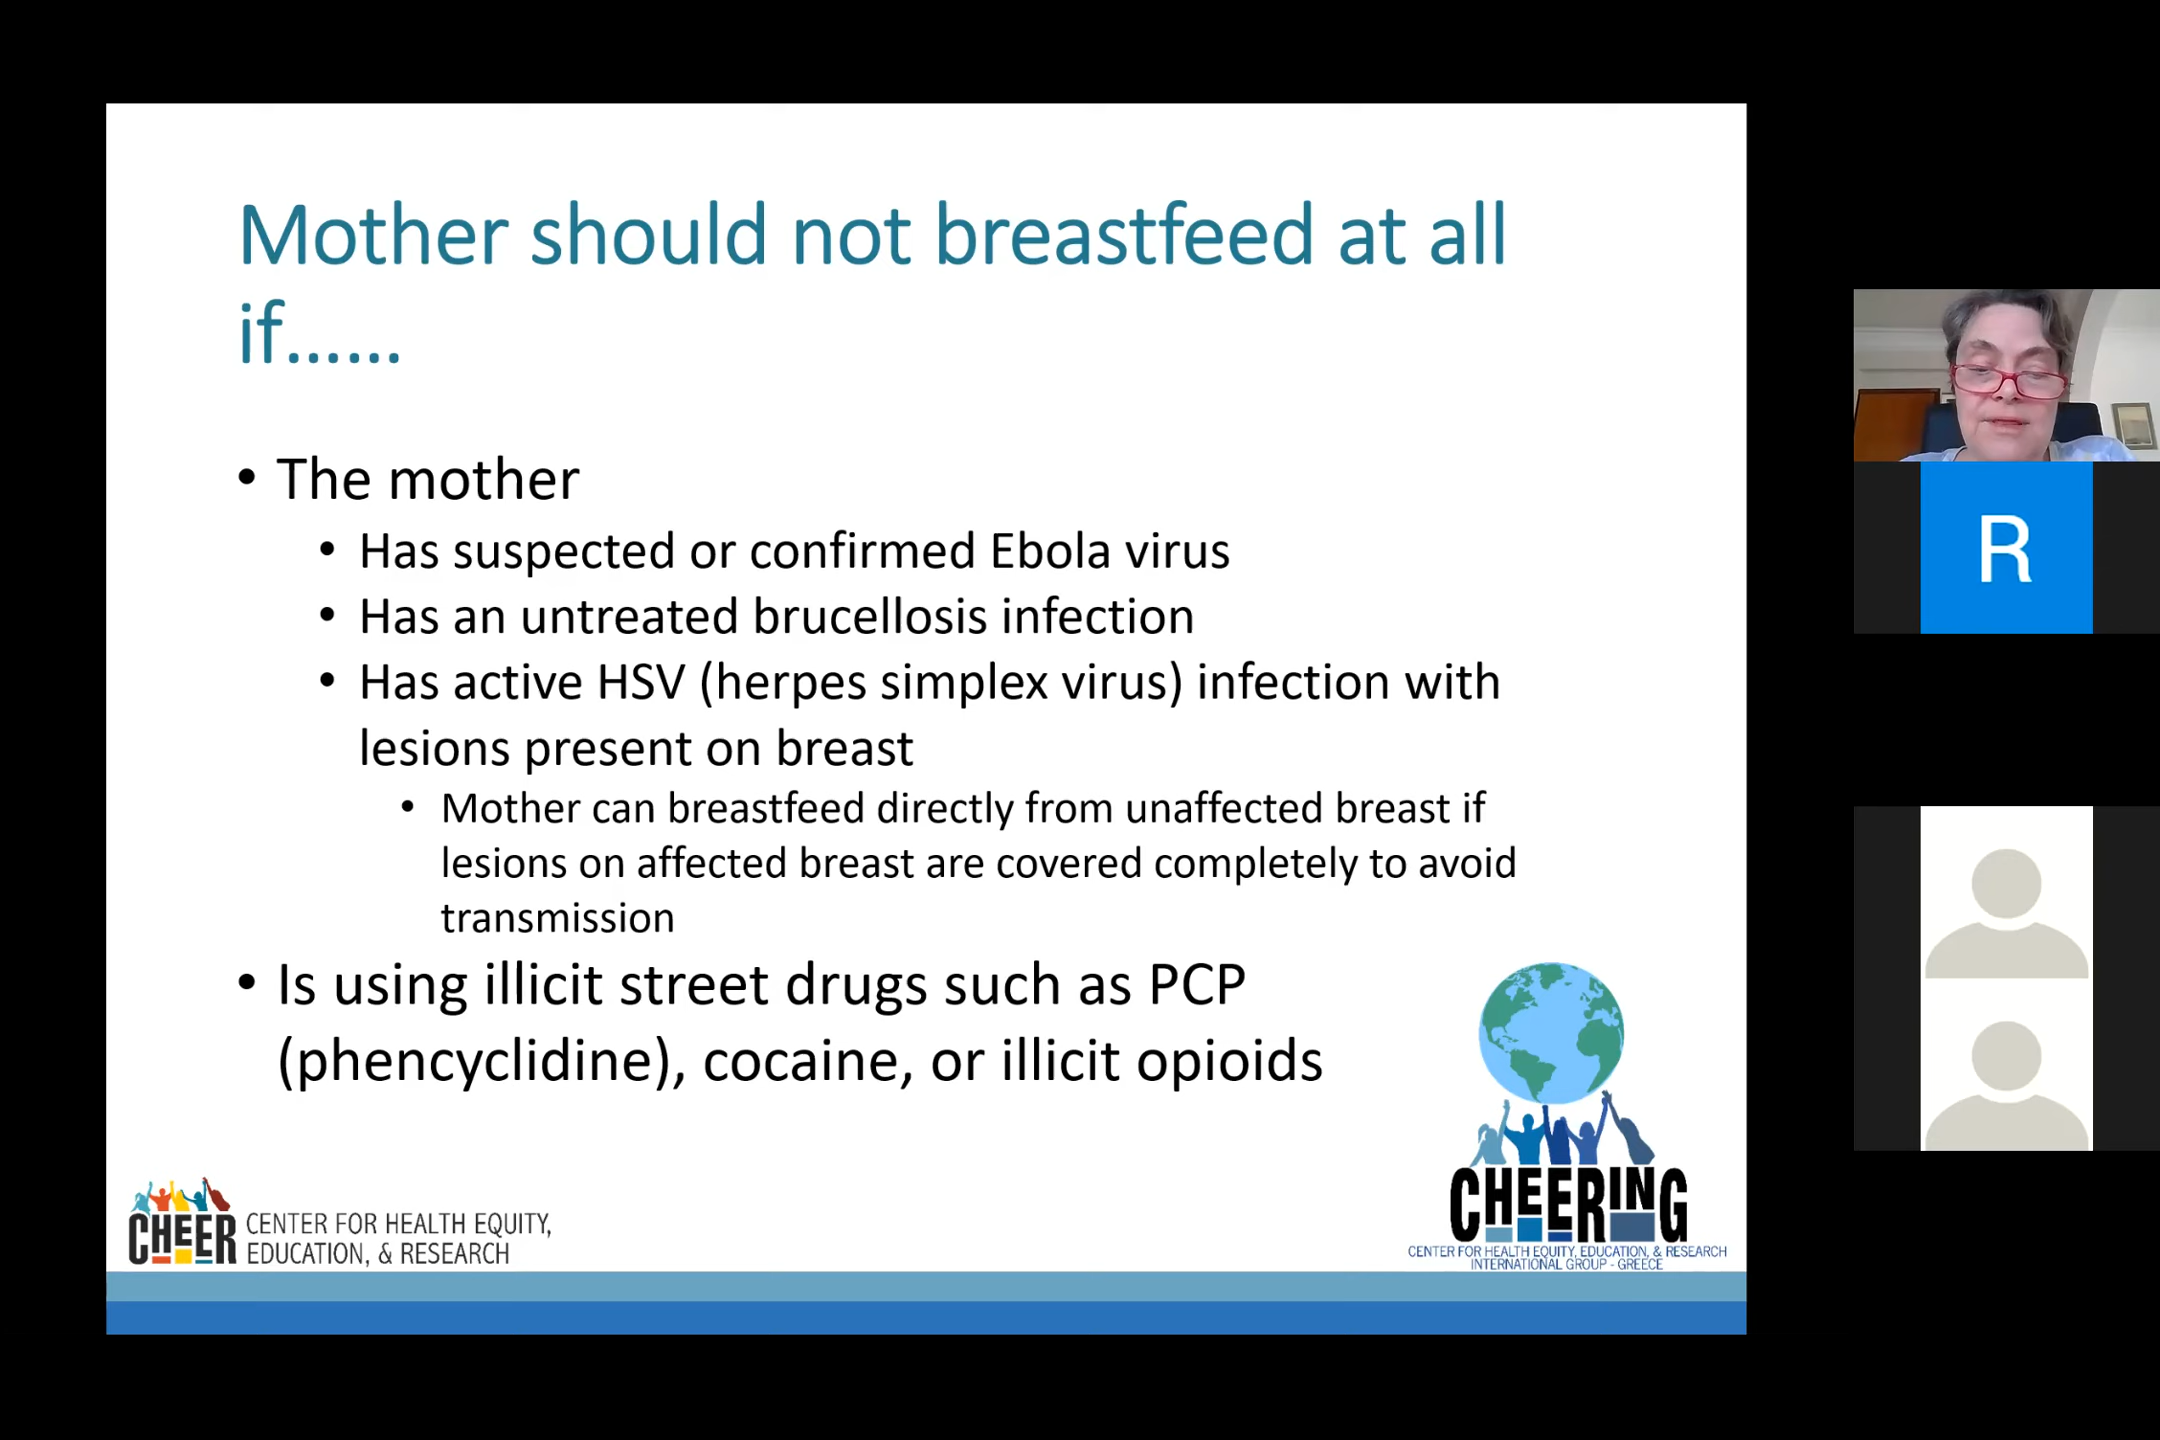 Mother should not breastfeed at all
if......
• The mother
• Has suspected or confirmed Ebola virus
• Has an untreated brucellosis infection
• Has active HSV (herpes simplex virus) infection with
lesions present on breast
• Mother can breastfeed directly from unaffected breast if
lesions on affected breast are covered completely to avoid
transmission
• Is using illicit street drugs such as PCP
(phencyclidine), cocaine, or illicit opioids
CHEER
CENTER FOR HEALTH EQUITY,
EDUCATION, & RESEARCH
CHEERING
CENTER FOR HEALTH EQUITY, EDUCATION, & RESEARCH
INTERNATIONAL GROUP - GREECE
R